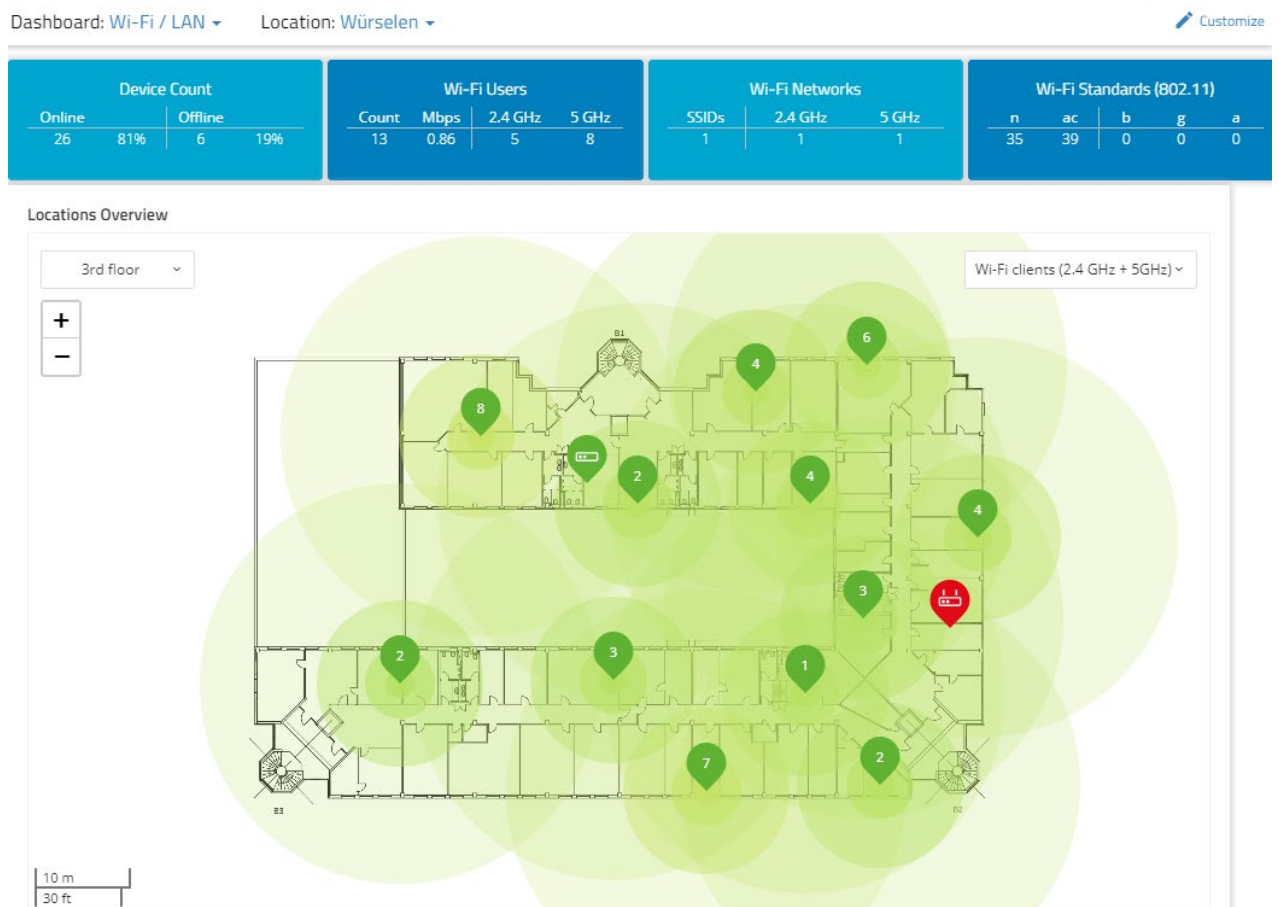 Dashboard: Wi-Fi / LAN Location: Würselen Customize
Device Count
Online Offline
26 81% 6 19%
Wi-Fi Users
Count Mbps 2.4 GHz 5 GHz
13 0.86 5 8
Wi-Fi Networks
SSIDs 2.4 GHz 5 GHz
1 1 1
Wi-Fi Standards (802.11)
n ac b g a
35 39 0 0 0
Locations Overview
3rd floor
Wi-Fi clients (2.4 GHz + 5GHz)
+
−
B1
6
4
8
2
4
4
3
2
3
1
7
2
B3
B2
10 m
30 ft